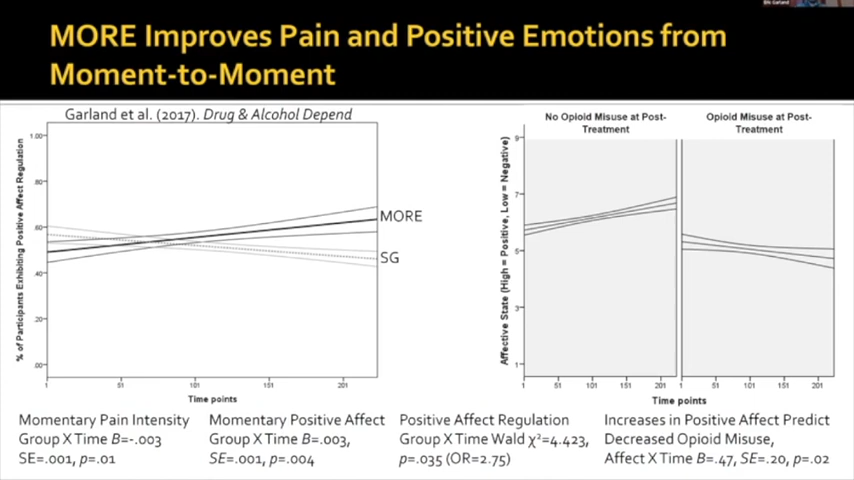 MORE Improves Pain and Positive Emotions from
Moment-to-Moment
Garland et al. (2017). Drug & Alcohol Depend
% of Participants Exhibiting Positive Affect Regulation
1.00
.80
.60
.40
.20
.00
1
51
101
151
201
Time points
MORE
SG
No Opioid Misuse at Post-
Treatment
Opioid Misuse at Post-
Treatment
Affective State (High = Positive, Low = Negative)
9
7
5
3
1
1
51
101
151
201
1
51
101
151
201
Time points
Momentary Pain Intensity
Group X Time B=-.003
SE=.001, p=.01
Momentary Positive Affect
Group X Time B=.003,
SE=.001, p=.004
Positive Affect Regulation
Group X Time Wald χ²=4.423,
p=.035 (OR=2.75)
Increases in Positive Affect Predict
Decreased Opioid Misuse,
Affect X Time B=.47, SE=.20, p=.02